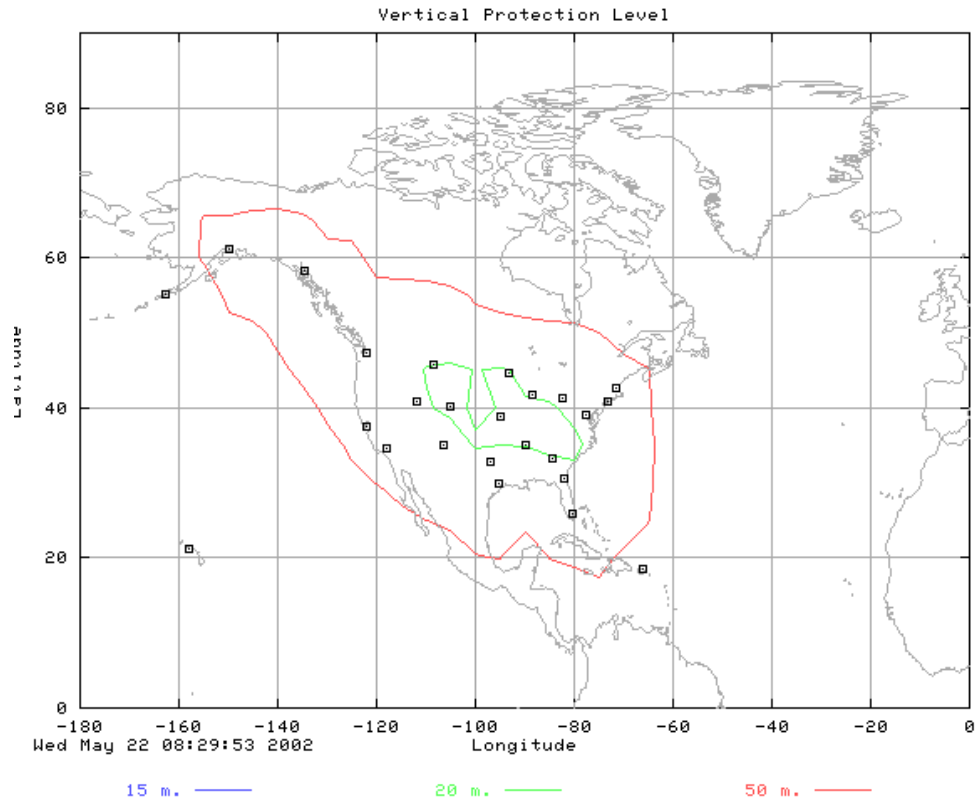 Vertical Protection Level
80
60
Latitude
40
20
0
-180 -160 -140 -120 -100 -80 -60 -40 -20 0
Wed May 22 08:29:53 2002 Longitude
15 m. 20 m. 50 m.